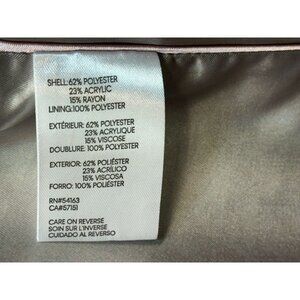 SHELL:62% POLYESTER
23% ACRYLIC
15% RAYON
LINING:100% POLYESTER
EXTÉRIEUR: 62% POLYESTER
23% ACRYLIQUE
15% VISCOSE
DOUBLURE: 100% POLYESTER
EXTERIOR: 62% POLIÉSTER
23% ACRÍLICO
15% VISCOSA
FORRO: 100% POLIÉSTER
RN#54163
CA#57151
CARE ON REVERSE
SOIN SUR L'INVERSE
CUIDADO AL REVERSO